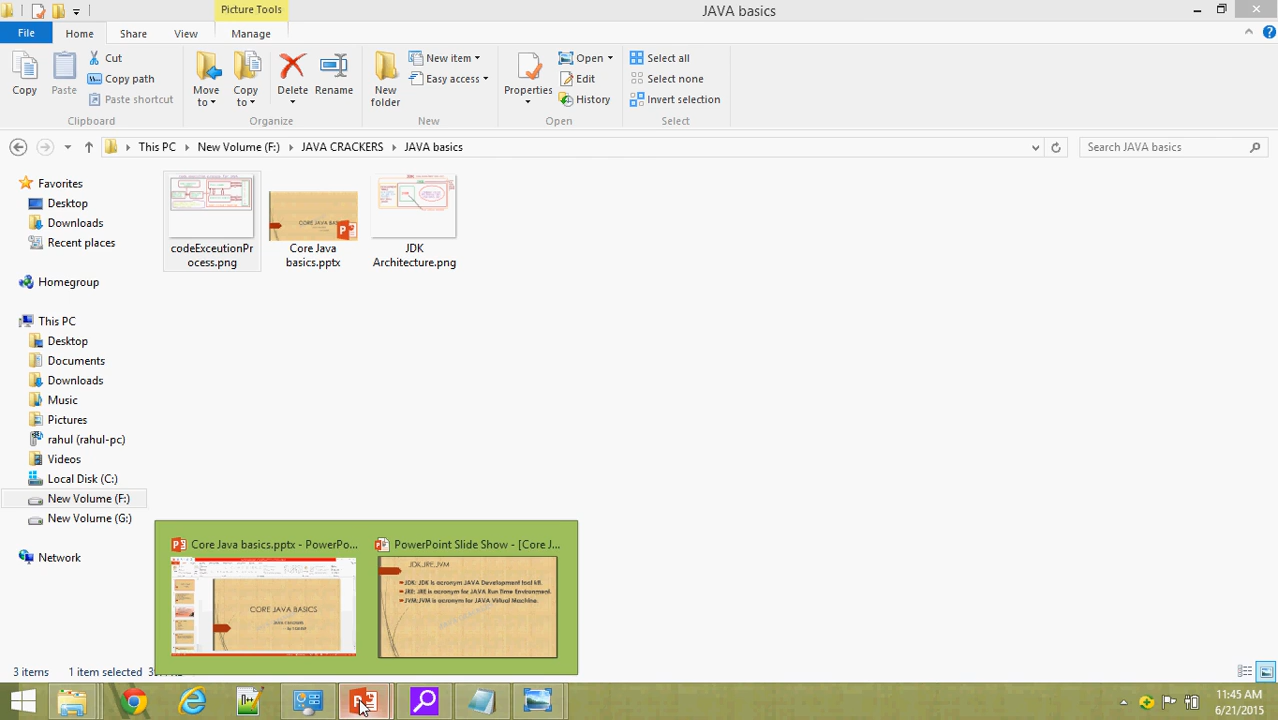 Picture Tools
JAVA basics
File Home Share View Manage
Copy
Paste
Cut
Copy path
Paste shortcut
Clipboard
Move to
Copy to
Delete
Rename
Organize
New folder
New item
Easy access
New
Properties
Open
Edit
History
Open
Select all
Select none
Invert selection
Select
This PC New Volume (F:) JAVA CRACKERS JAVA basics
Search JAVA basics
Favorites
Desktop
Downloads
Recent places
Homegroup
This PC
Desktop
Documents
Downloads
Music
Pictures
rahul (rahul-pc)
Videos
Local Disk (C:)
New Volume (F:)
New Volume (G:)
Network
codeExceutionPr
ocess.png
Core Java
basics.pptx
JDK
Architecture.png
Core Java basics.pptx - PowerPo...
CORE JAVA BASICS
PowerPoint Slide Show - [Core J...
JDK,JRE,JVM
JDK: JDK is acronym JAVA Development tool kit.
JRE: JRE is acronym for JAVA Run Time Environment.
JVM:JVM is acronym for JAVA Virtual Machine.
3 items 1 item selected
11:45 AM
6/21/2015